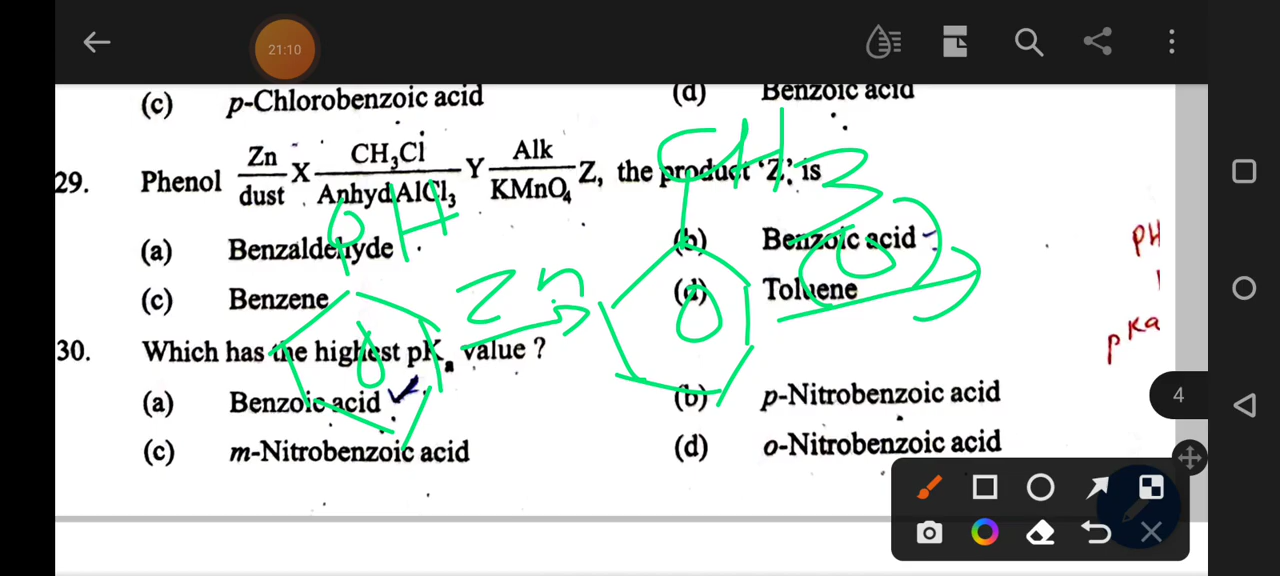 21:10
(c) p-Chlorobenzoic acid (d) Benzoic acid
29. Phenol Zn/dust X CH₃Cl/Anhyd AlCl₃ Y Alk/KMnO₄ Z, the product 'Z' is
CH3
(a) Benzaldehyde (b) Benzoic acid
OH
PH
(c) Benzene (d) Toluene
Zn
pKa
30. Which has the highest pKₐ value ?
(a) Benzoic acid (b) p-Nitrobenzoic acid
4
(c) m-Nitrobenzoic acid (d) o-Nitrobenzoic acid